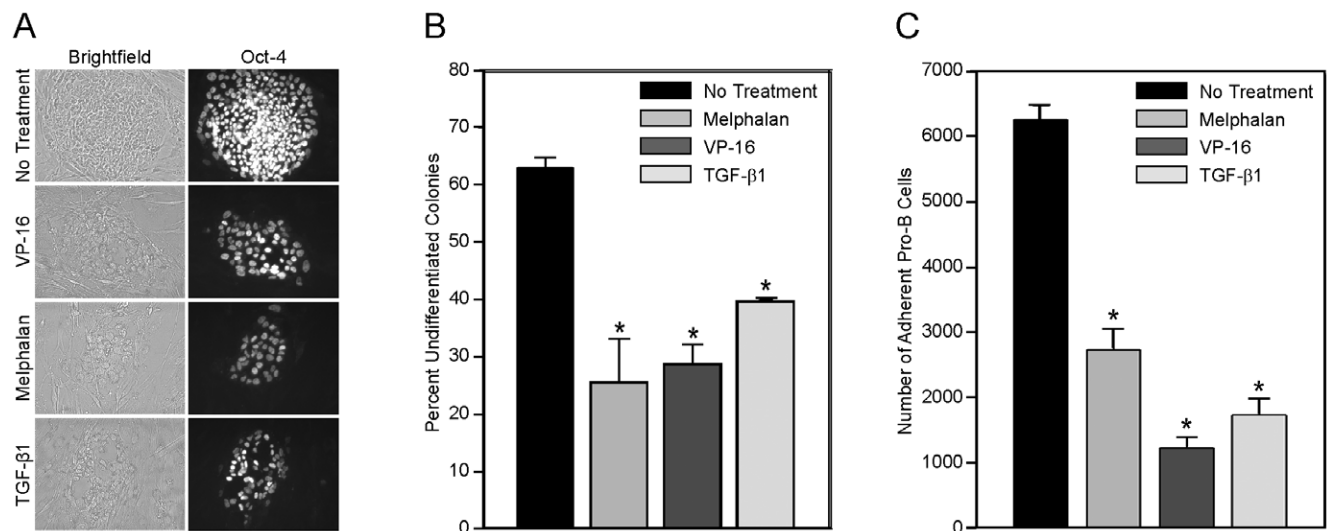 A
Brightfield Oct-4
No Treatment
VP-16
Melphalan
TGF-β1
B
Percent Undifferentiated Colonies
80
70
60
50
40
30
20
10
0
No Treatment
Melphalan
VP-16
TGF-β1
*
*
*
C
Number of Adherent Pro-B Cells
7000
6000
5000
4000
3000
2000
1000
0
No Treatment
Melphalan
VP-16
TGF-β1
*
*
*